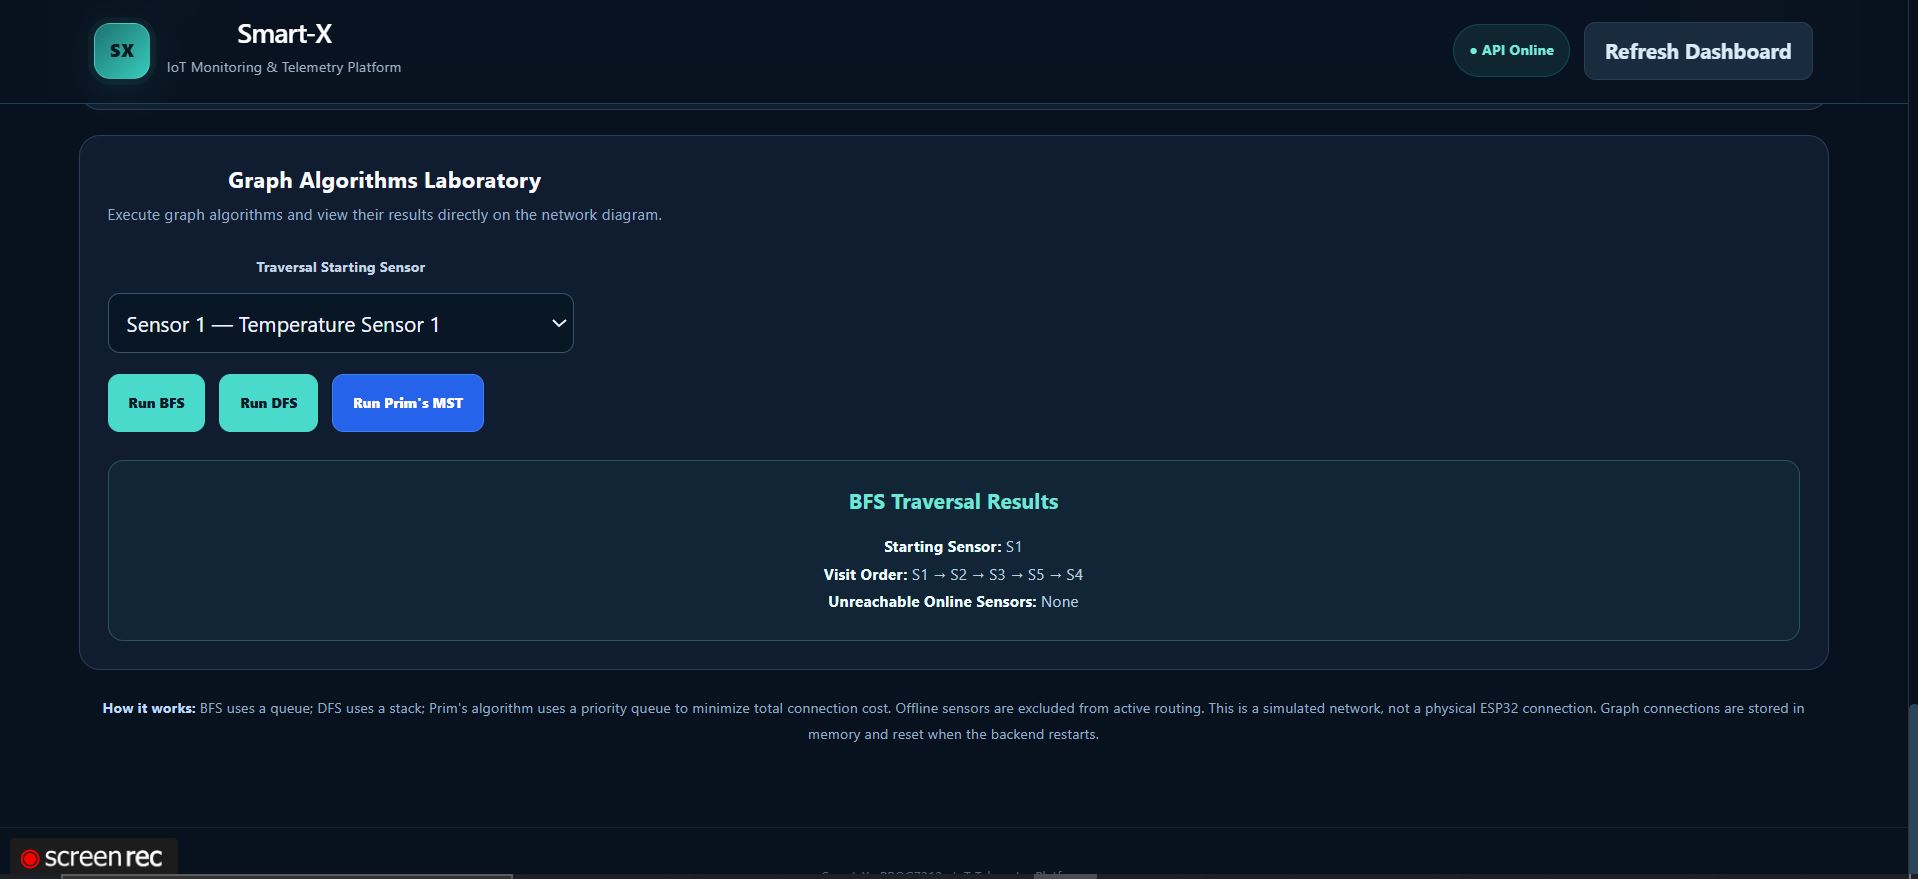 SX
Smart-X
IoT Monitoring & Telemetry Platform
● API Online
Refresh Dashboard
Graph Algorithms Laboratory
Execute graph algorithms and view their results directly on the network diagram.
Traversal Starting Sensor
Sensor 1 — Temperature Sensor 1
Run BFS
Run DFS
Run Prim's MST
BFS Traversal Results
Starting Sensor: S1
Visit Order: S1 → S2 → S3 → S5 → S4
Unreachable Online Sensors: None
How it works: BFS uses a queue; DFS uses a stack; Prim's algorithm uses a priority queue to minimize total connection cost. Offline sensors are excluded from active routing. This is a simulated network, not a physical ESP32 connection. Graph connections are stored in
memory and reset when the backend restarts.
screenrec